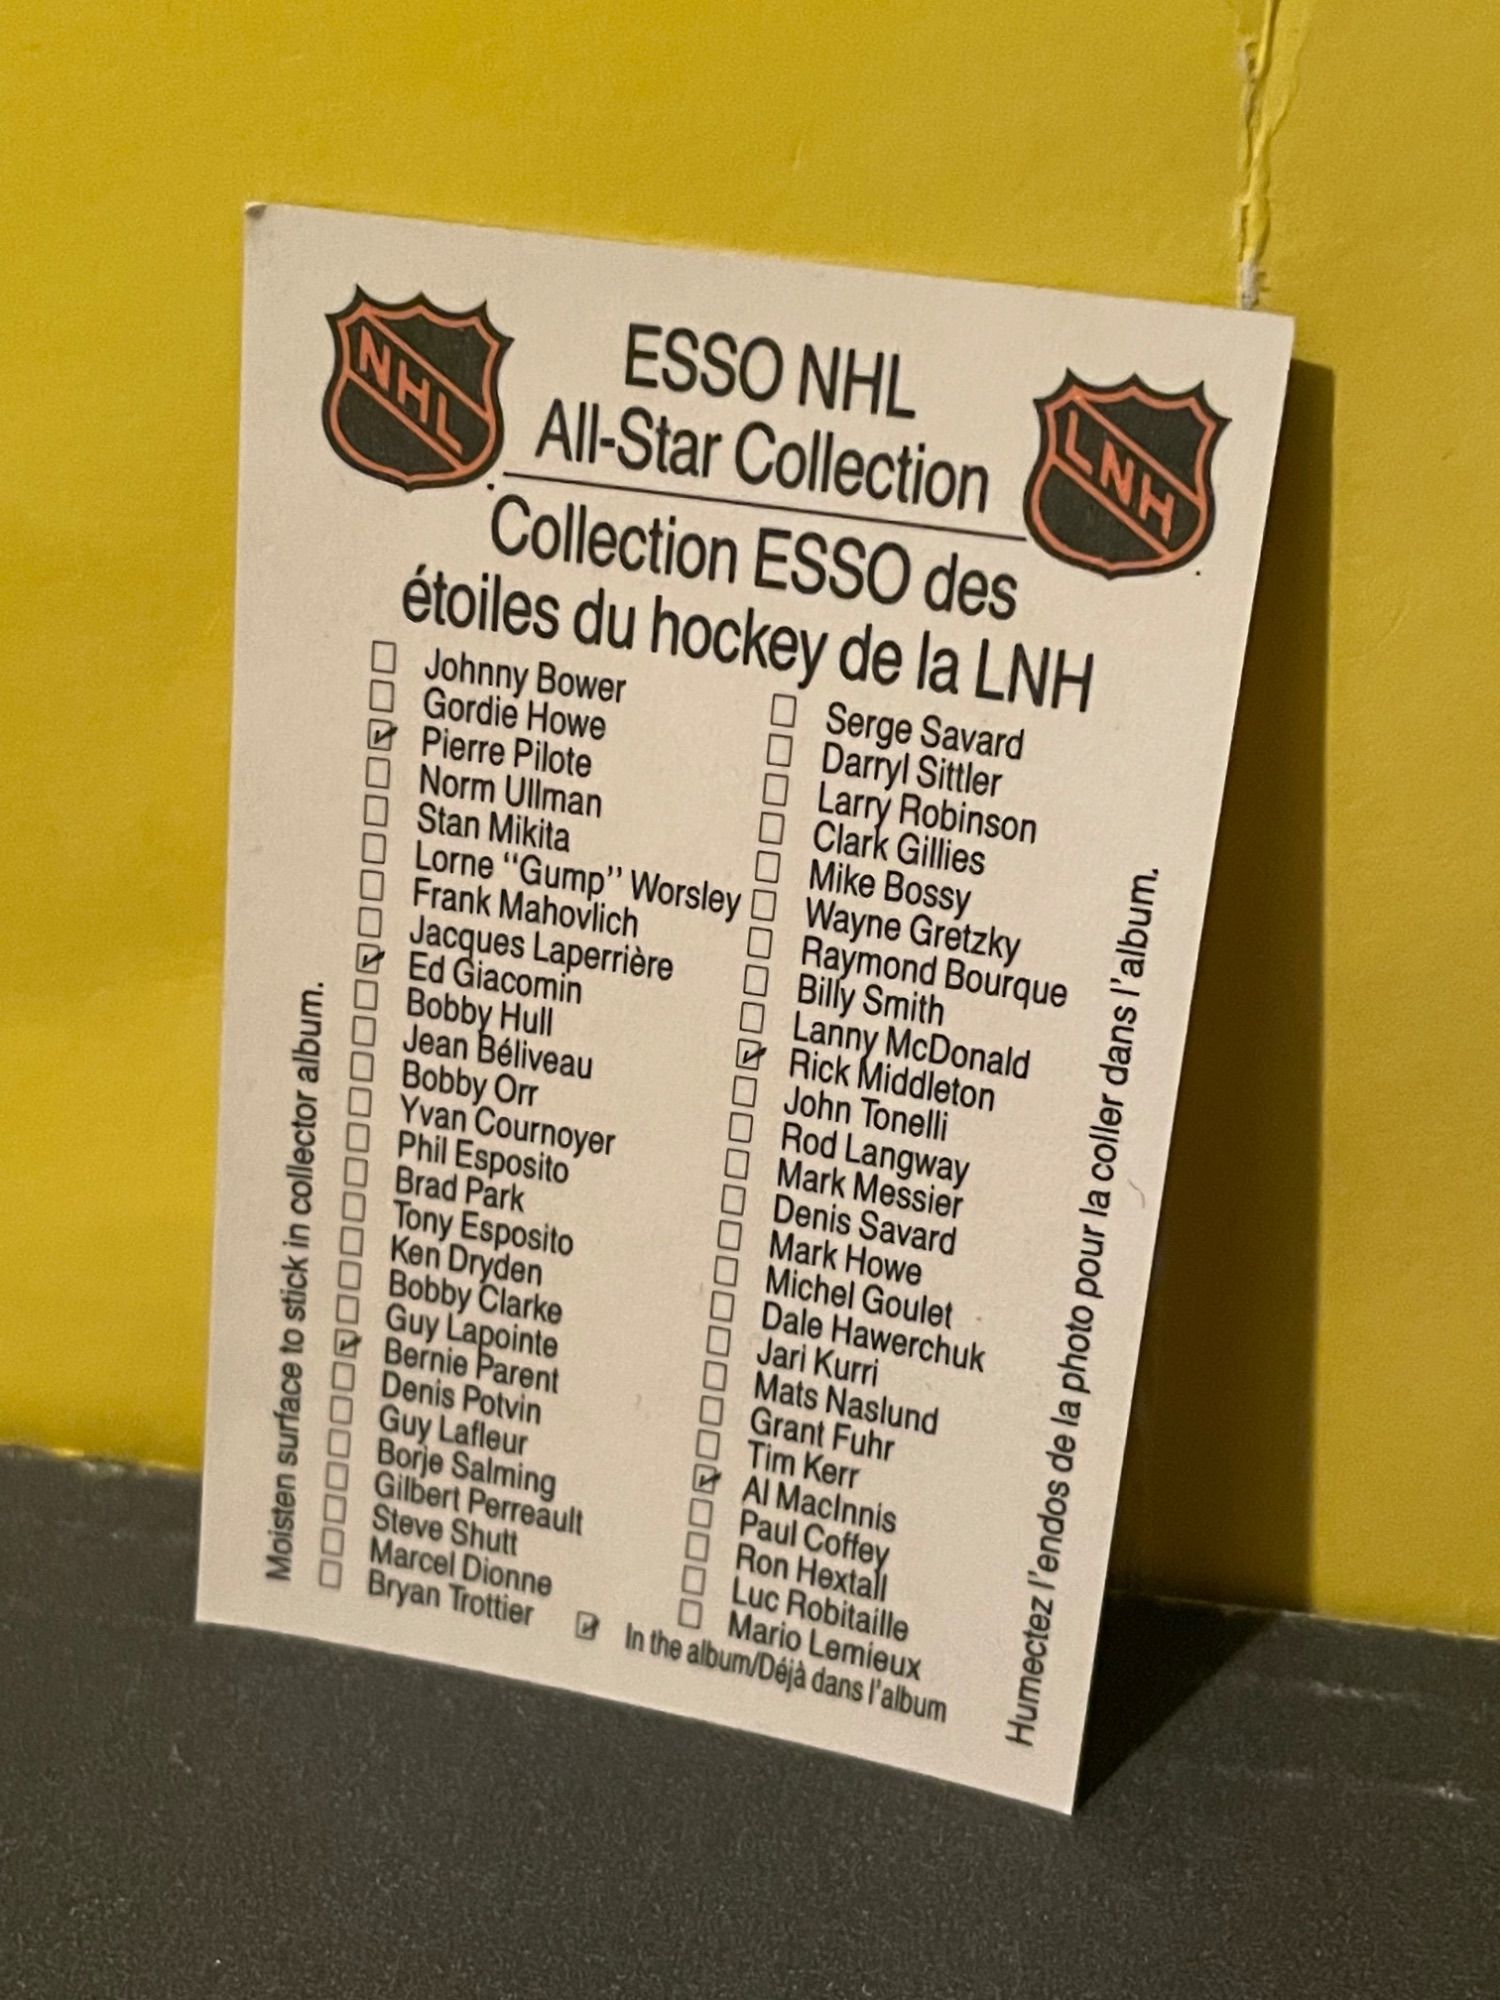 NHL
ESSO NHL
All-Star Collection
LNH
Collection ESSO des
étoiles du hockey de la LNH
Johnny Bower
Gordie Howe
Pierre Pilote
Norm Ullman
Stan Mikita
Lorne "Gump" Worsley
Frank Mahovlich
Jacques Laperrière
Ed Giacomin
Bobby Hull
Jean Béliveau
Bobby Orr
Yvan Cournoyer
Phil Esposito
Brad Park
Tony Esposito
Ken Dryden
Bobby Clarke
Guy Lapointe
Bernie Parent
Denis Potvin
Guy Lafleur
Borje Salming
Gilbert Perreault
Steve Shutt
Marcel Dionne
Bryan Trottier
Serge Savard
Darryl Sittler
Larry Robinson
Clark Gillies
Mike Bossy
Wayne Gretzky
Raymond Bourque
Billy Smith
Lanny McDonald
Rick Middleton
John Tonelli
Rod Langway
Mark Messier
Denis Savard
Mark Howe
Michel Goulet
Dale Hawerchuk
Jari Kurri
Mats Naslund
Grant Fuhr
Tim Kerr
Al MacInnis
Paul Coffey
Ron Hextall
Luc Robitaille
Mario Lemieux
In the album/Déjà dans l'album
Moisten surface to stick in collector album.
Humectez l'endos de la photo pour la coller dans l'album.